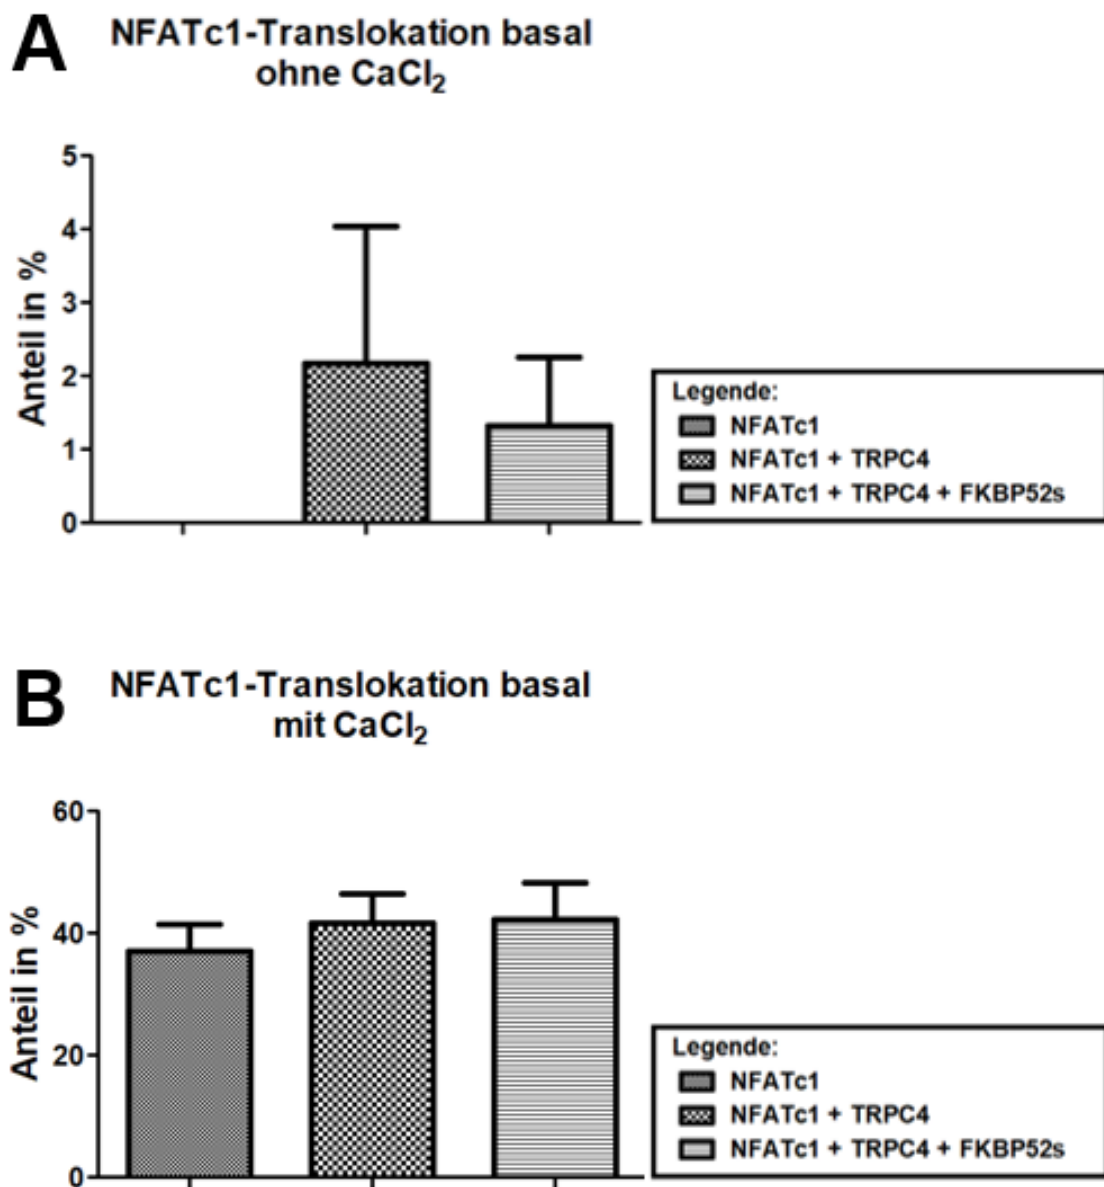 A
NFATc1-Translokation basal
ohne CaCl₂
5
4
3
2
1
0
Anteil in %
Legende:
NFATc1
NFATc1 + TRPC4
NFATc1 + TRPC4 + FKBP52s
B
NFATc1-Translokation basal
mit CaCl₂
60
40
20
0
Anteil in %
Legende:
NFATc1
NFATc1 + TRPC4
NFATc1 + TRPC4 + FKBP52s